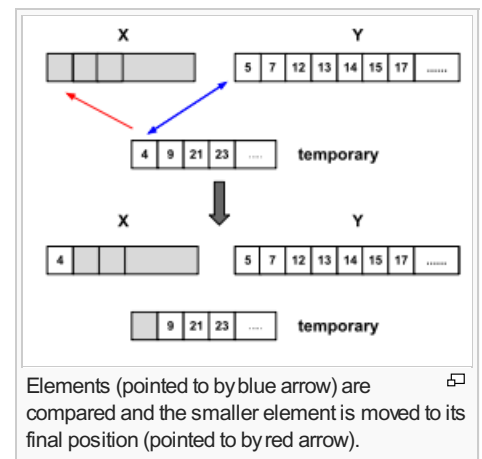 X Y
5 7 12 13 14 15 17 .......
4 9 21 23 ..... temporary
X Y
4 5 7 12 13 14 15 17 .......
9 21 23 ..... temporary
Elements (pointed to by blue arrow) are
compared and the smaller element is moved to its
final position (pointed to by red arrow).